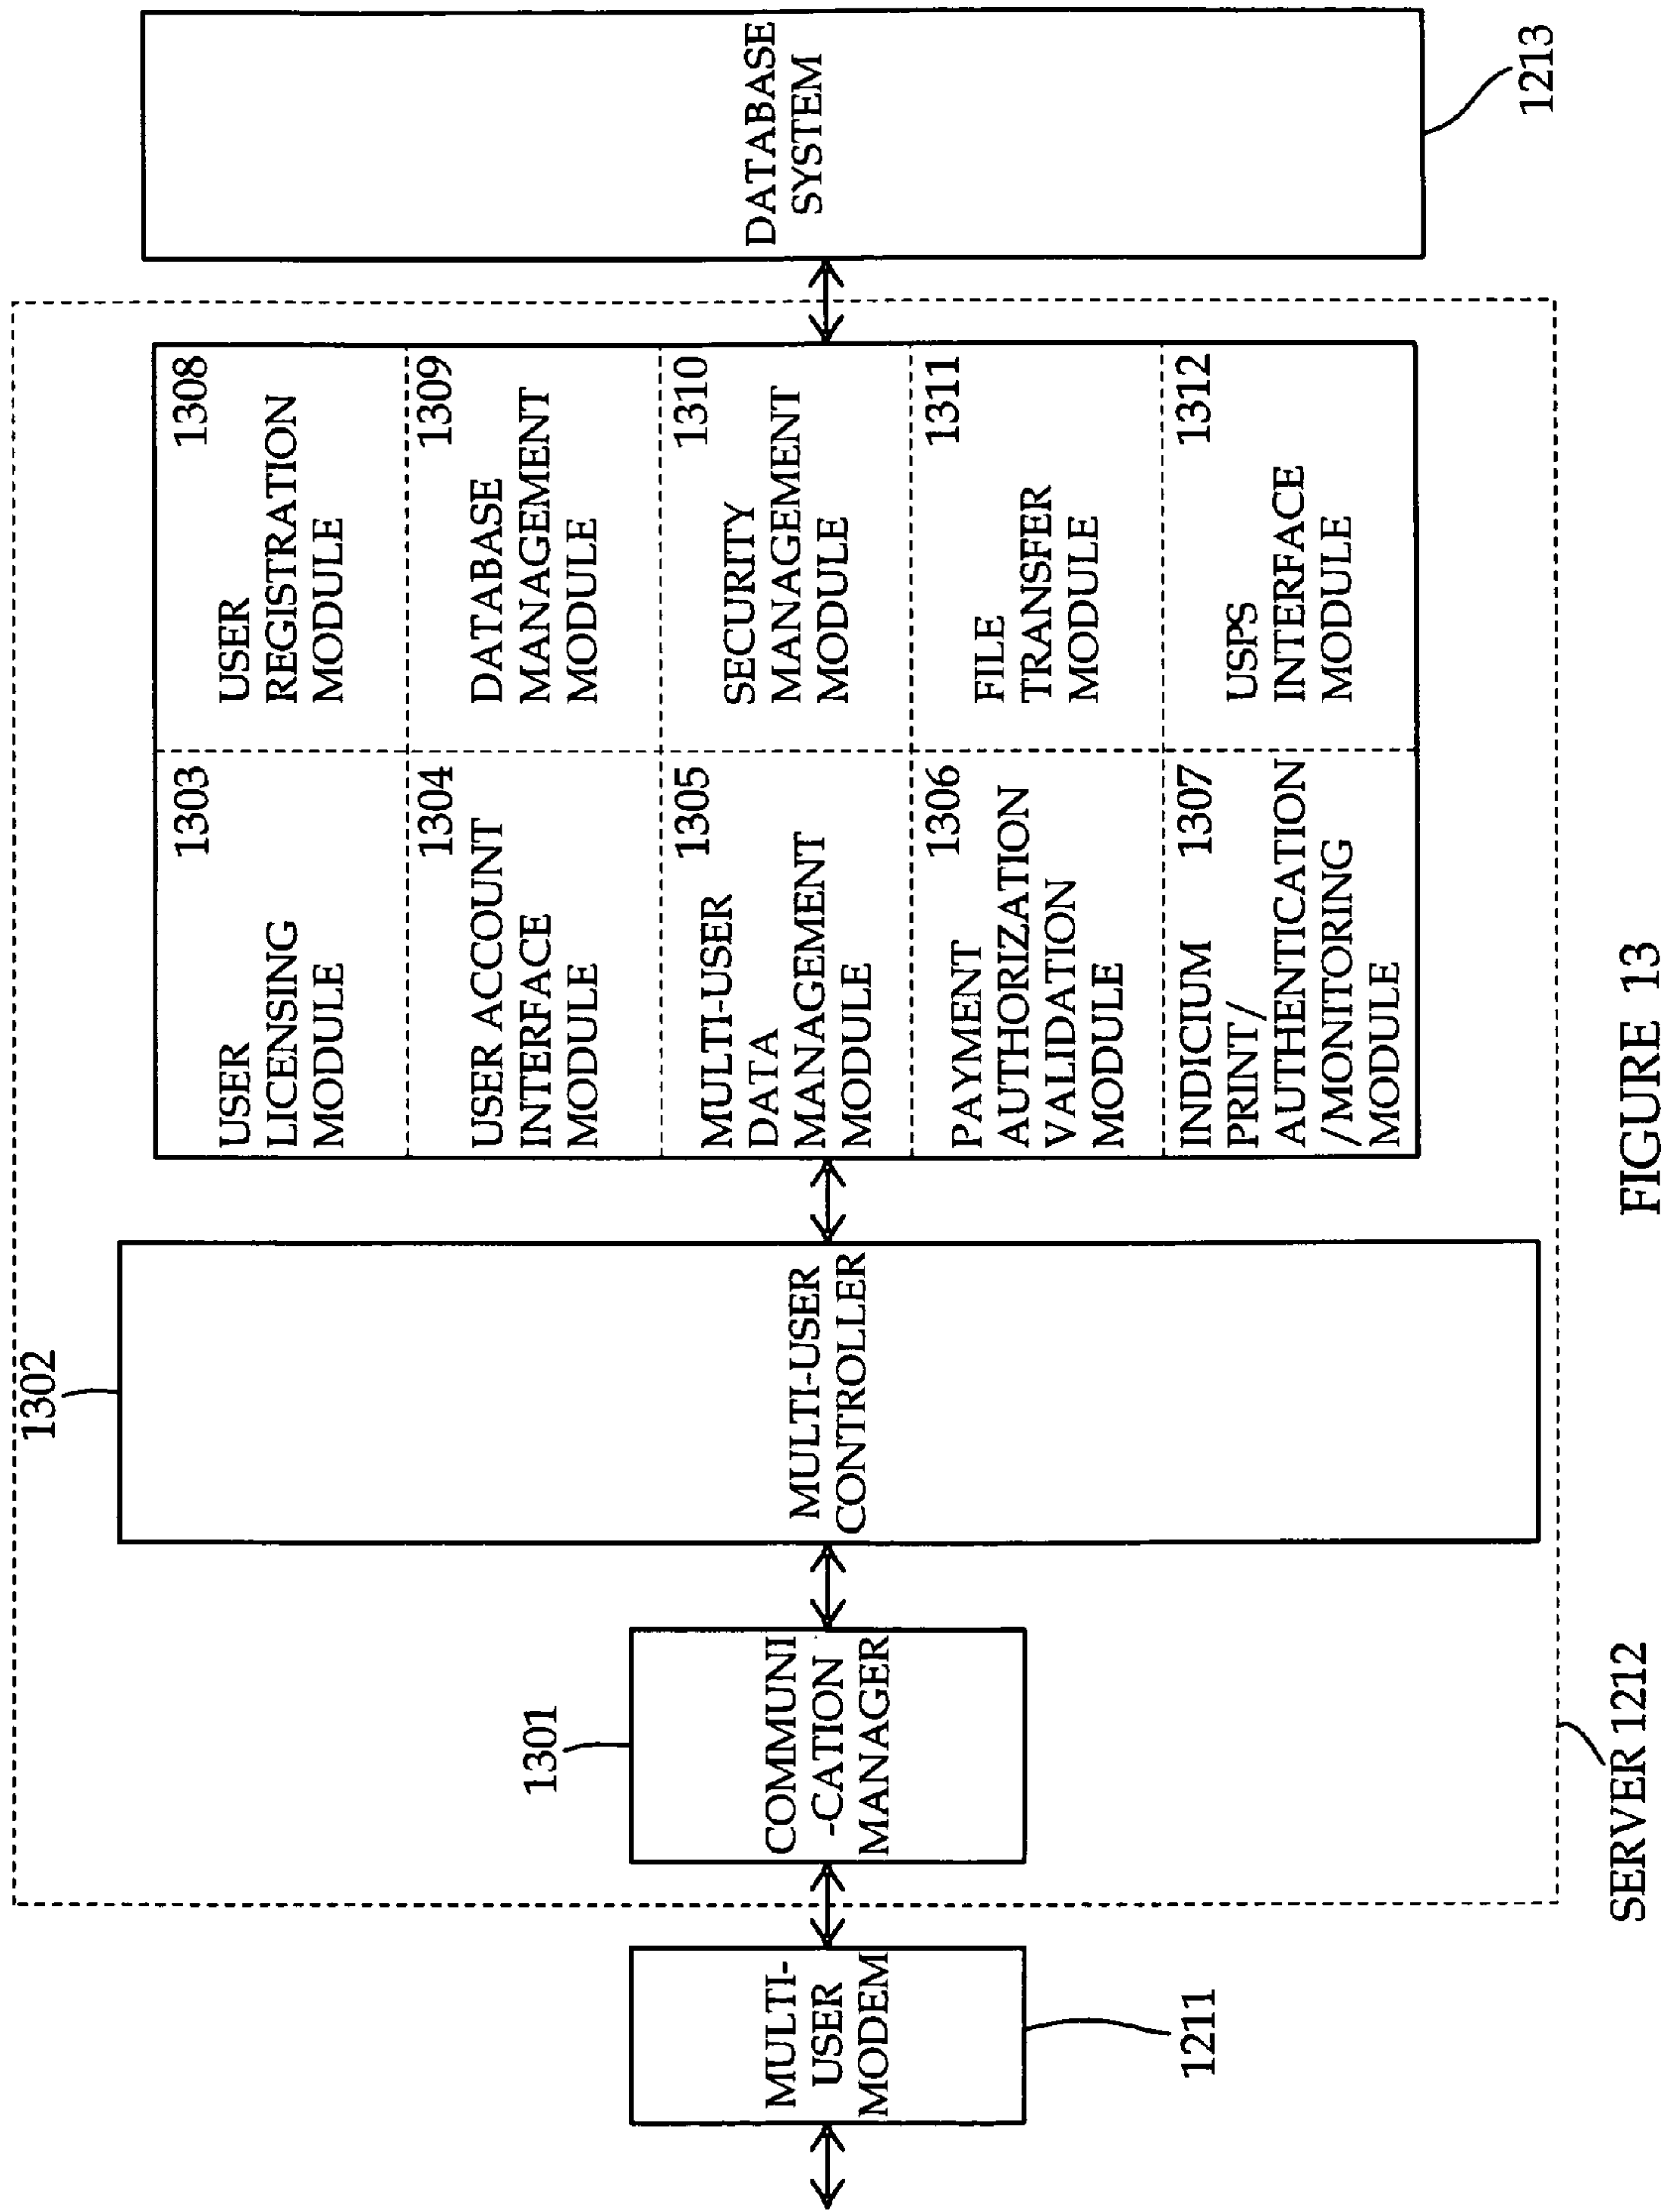 1302
1301
MULTI-
USER
MODEM
1211
COMMUNI
-CATION
MANAGER
MULTI-USER
CONTROLLER
USER
LICENSING
MODULE
1303
USER
REGISTRATION
MODULE
1308
USER ACCOUNT
INTERFACE
MODULE
1304
DATABASE
MANAGEMENT
MODULE
1309
MULTI-USER
DATA
MANAGEMENT
MODULE
1305
SECURITY
MANAGEMENT
MODULE
1310
PAYMENT
AUTHORIZATION
VALIDATION
MODULE
1306
FILE
TRANSFER
MODULE
1311
INDICIUM
PRINT/
AUTHENTICATION
/MONITORING
MODULE
1307
USPS
INTERFACE
MODULE
1312
DATABASE
SYSTEM
1213
SERVER 1212
FIGURE 13